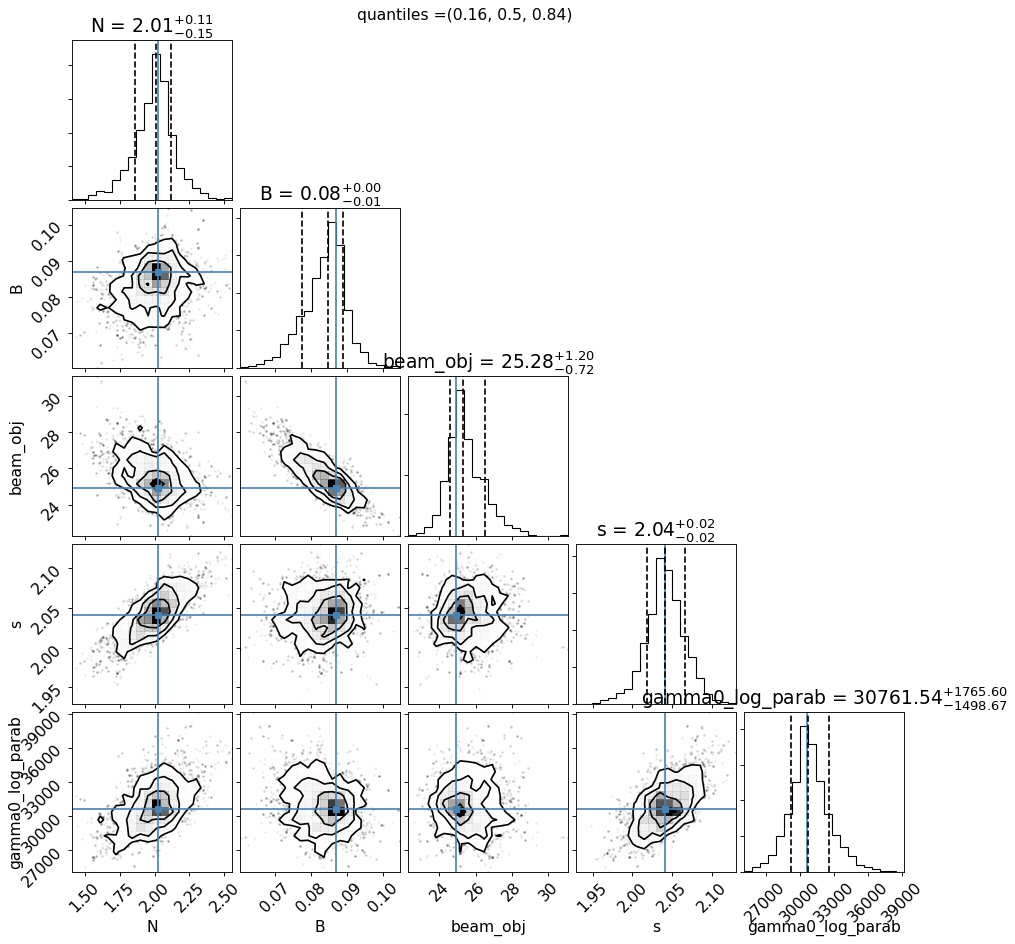 quantiles =(0.16, 0.5, 0.84)
N = 2.01+0.11−0.15
B = 0.08+0.00−0.01
0.10
0.09
0.08
0.07
B
beam_obj = 25.28+1.20−0.72
30
28
26
24
beam_obj
s = 2.04+0.02−0.02
2.10
2.05
2.00
1.95
s
gamma0_log_parab = 30761.54+1765.60−1498.67
39000
36000
33000
30000
27000
gamma0_log_parab
1.50 1.75 2.00 2.25 2.50
0.07 0.08 0.09 0.10
24 26 28 30
1.95 2.00 2.05 2.10
27000 30000 33000 36000 39000
N B beam_obj s gamma0_log_parab